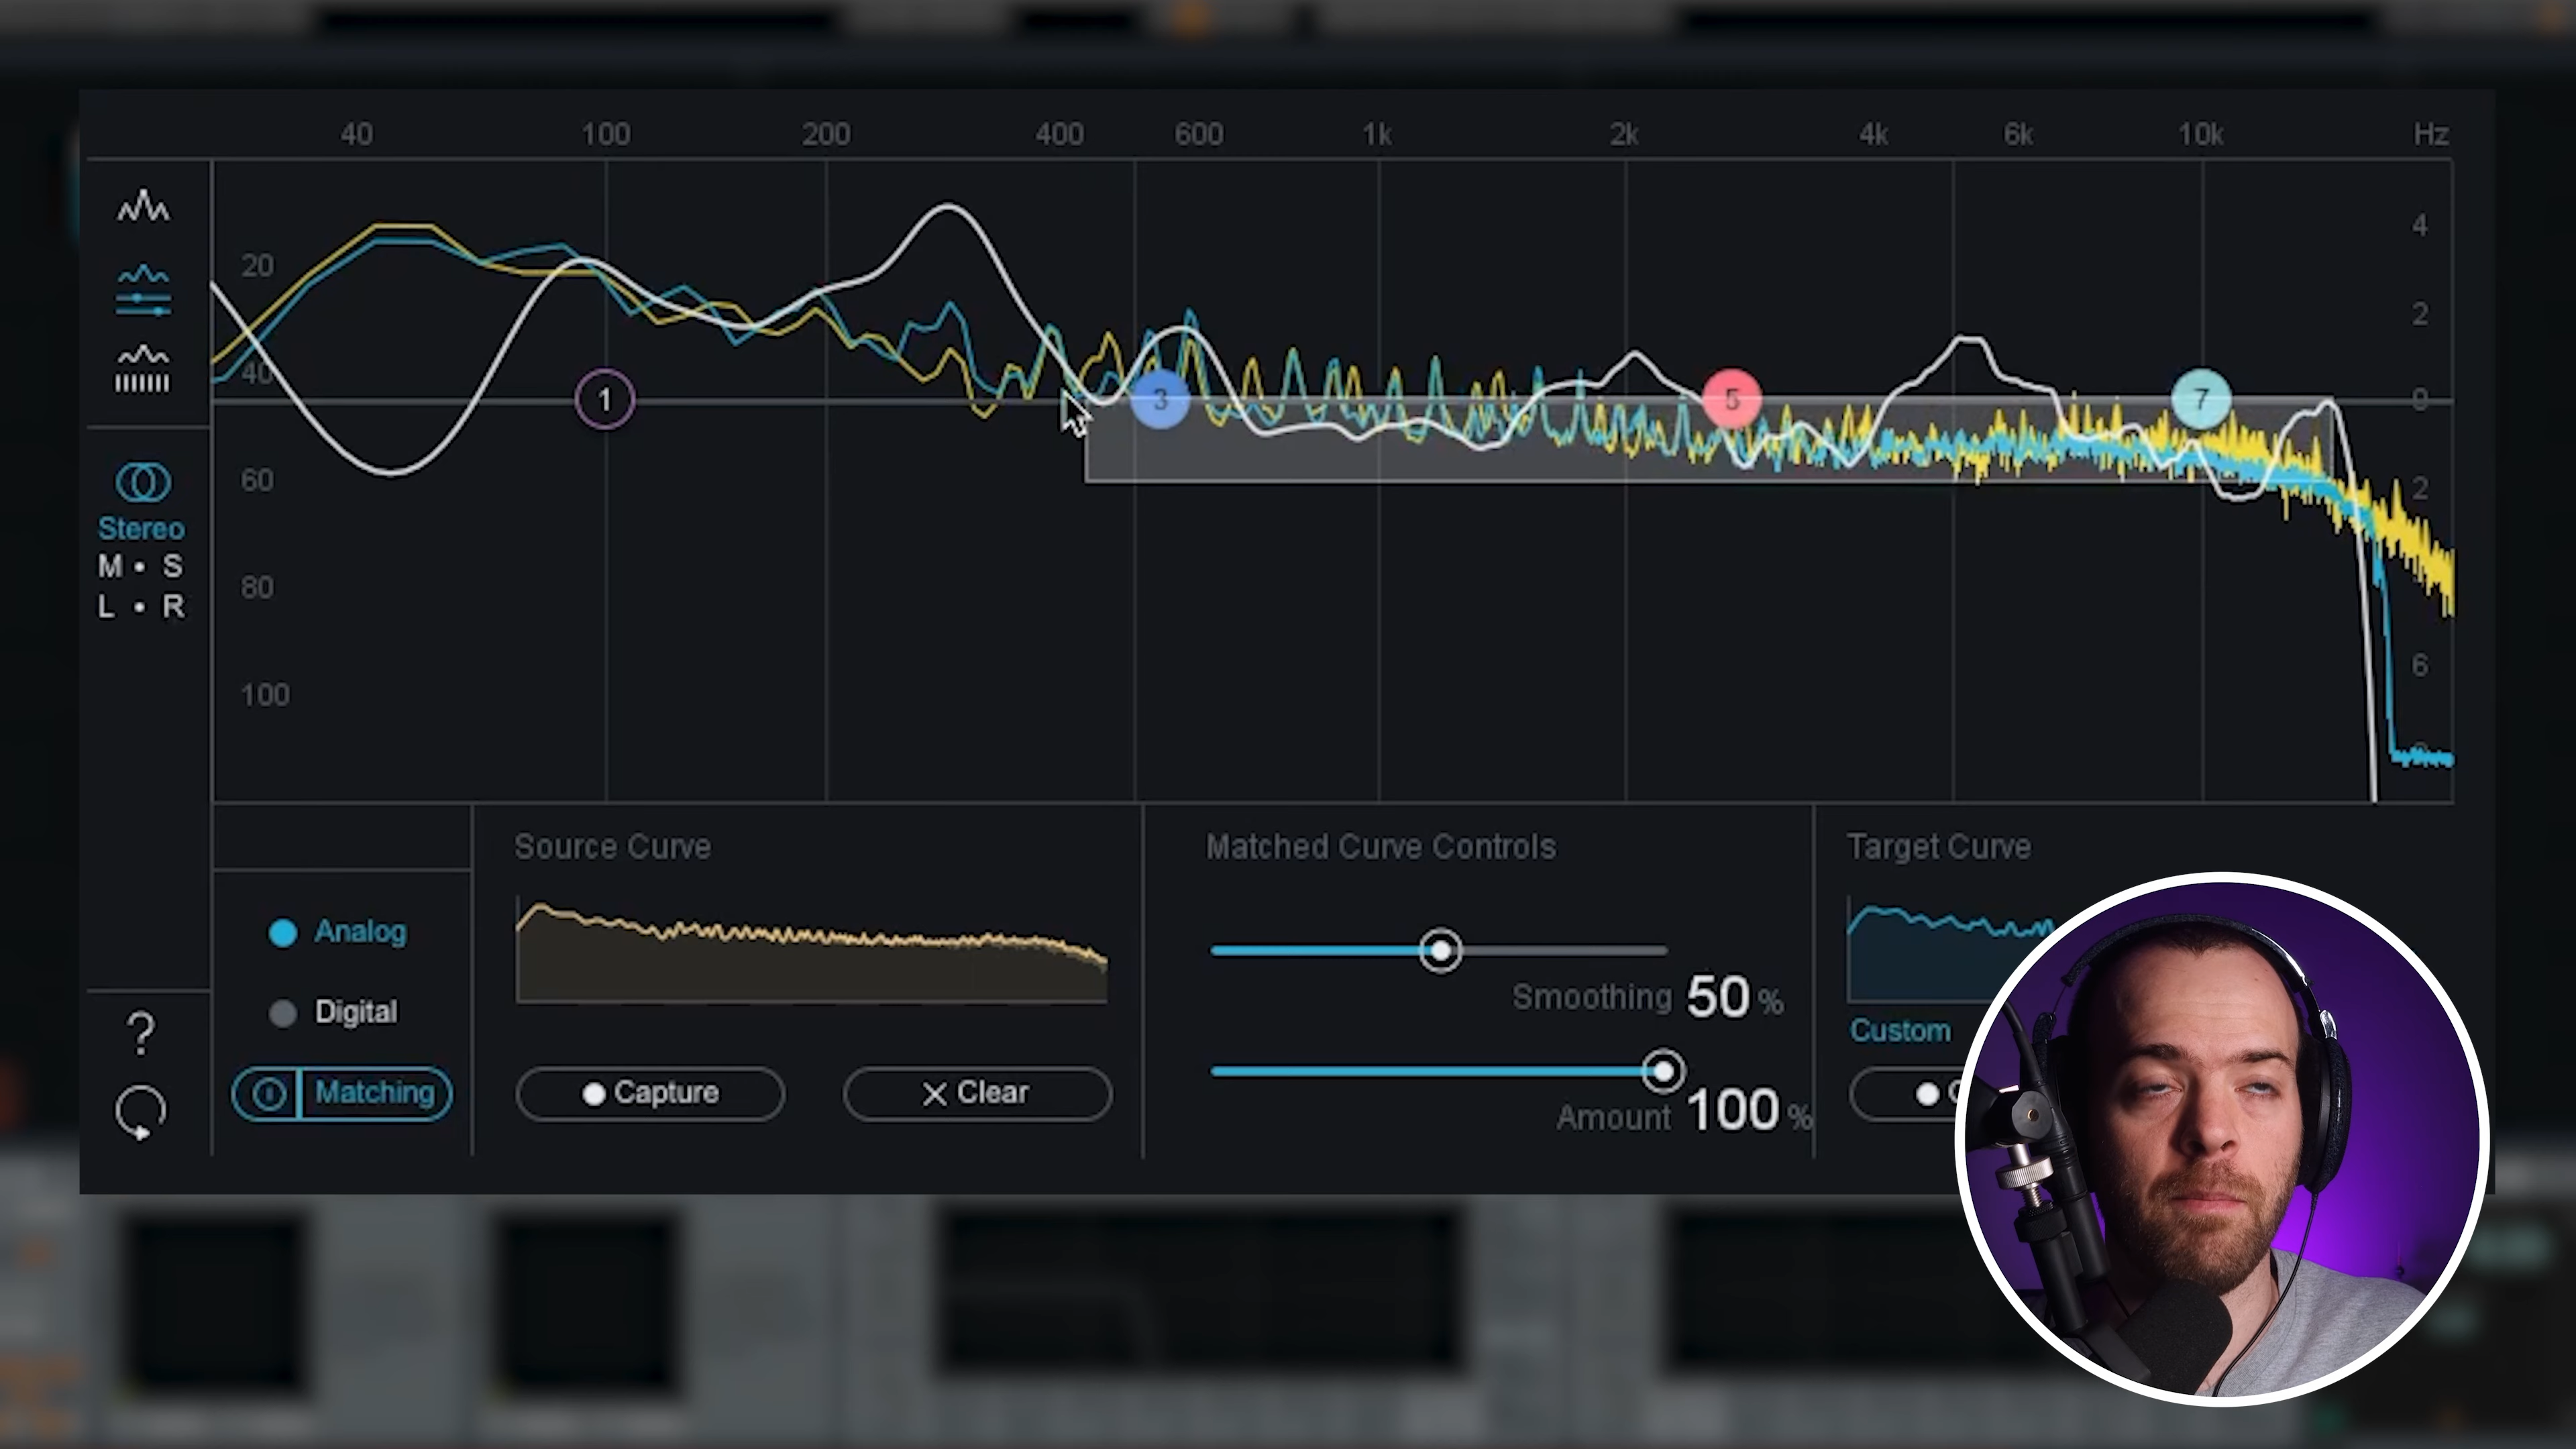 40 100 200 400 600 1k 2k 4k 6k 10k Hz
20
40
60
80
100
4
2
0
2
6
1
3
5
7
Stereo
M • S
L • R
?
Analog
Digital
Matching
Source Curve
Capture
Clear
Matched Curve Controls
Smoothing 50 %
Amount 100 %
Target Curve
Custom